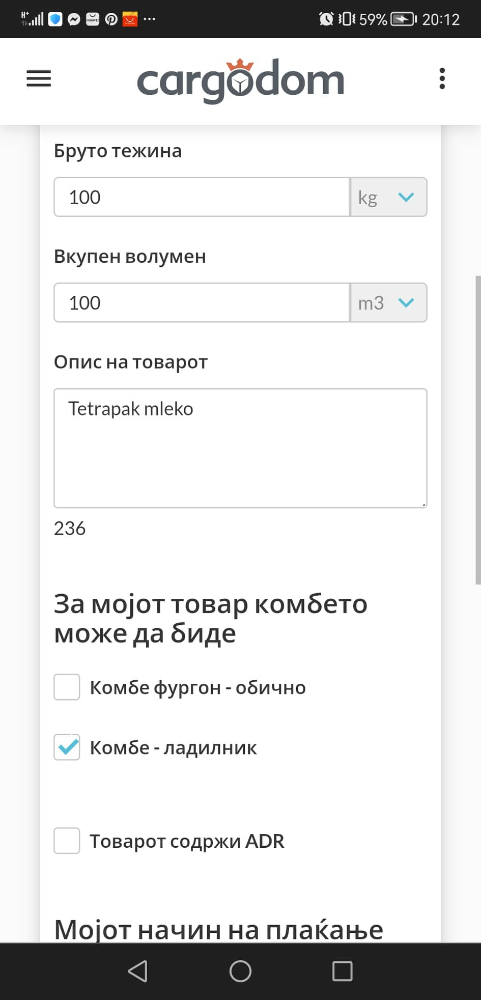 59% 20:12
cargodom
Бруто тежина
100 kg
Вкупен волумен
100 m3
Опис на товарот
Tetrapak mleko
236
За мојот товар комбето
може да биде
Комбе фургон - обично
Комбе - ладилник
Товарот содржи ADR
Мојот начин на плаќање